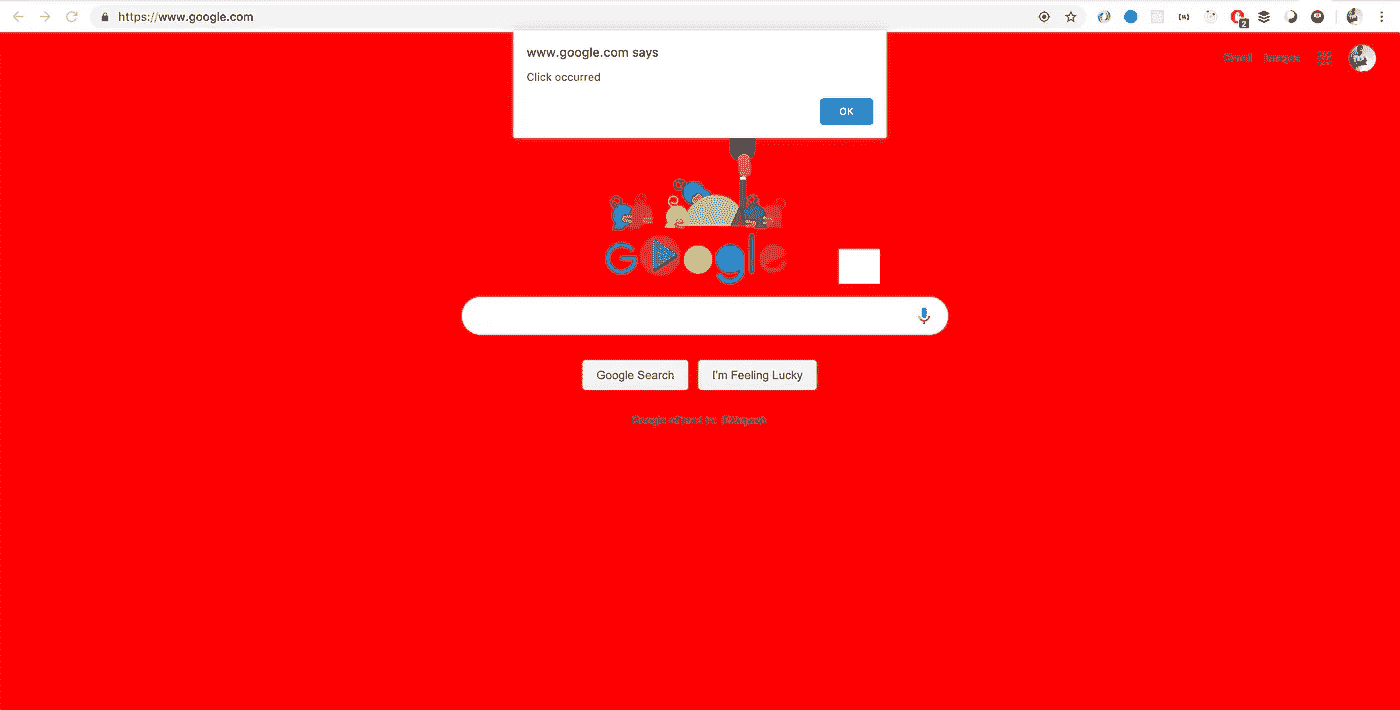 https://www.google.com
2
www.google.com says
Click occurred
OK
Gmail Images
Google
Google Search
I'm Feeling Lucky
Google offered in: